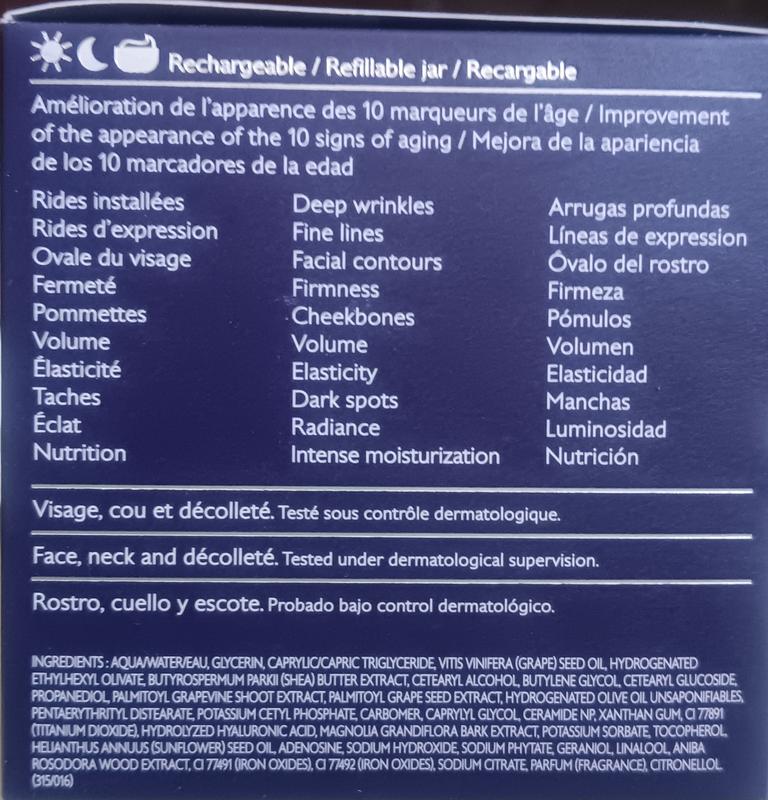 Rechargeable / Refillable jar / Recargable
Amélioration de l'apparence des 10 marqueurs de l'âge / Improvement
of the appearance of the 10 signs of aging / Mejora de la apariencia
de los 10 marcadores de la edad
Rides installées Deep wrinkles Arrugas profundas
Rides d'expression Fine lines Líneas de expression
Ovale du visage Facial contours Óvalo del rostro
Fermeté Firmness Firmeza
Pommettes Cheekbones Pómulos
Volume Volume Volumen
Élasticité Elasticity Elasticidad
Taches Dark spots Manchas
Éclat Radiance Luminosidad
Nutrition Intense moisturization Nutrición
Visage, cou et décolleté. Testé sous contrôle dermatologique.
Face, neck and décolleté. Tested under dermatological supervision.
Rostro, cuello y escote. Probado bajo control dermatológico.
INGREDIENTS : AQUA/WATER/EAU, GLYCERIN, CAPRYLIC/CAPRIC TRIGLYCERIDE, VITIS VINIFERA (GRAPE) SEED OIL, HYDROGENATED
ETHYLHEXYL OLIVATE, BUTYROSPERMUM PARKII (SHEA) BUTTER EXTRACT, CETEARYL ALCOHOL, BUTYLENE GLYCOL, CETEARYL GLUCOSIDE,
PROPANEDIOL, PALMITOYL GRAPEVINE SHOOT EXTRACT, PALMITOYL GRAPE SEED EXTRACT, HYDROGENATED OLIVE OIL UNSAPONIFIABLES,
PENTAERYTHRITYL DISTEARATE, POTASSIUM CETYL PHOSPHATE, CARBOMER, CAPRYLYL GLYCOL, CERAMIDE NP, XANTHAN GUM, CI 77891
(TITANIUM DIOXIDE), HYDROLYZED HYALURONIC ACID, MAGNOLIA GRANDIFLORA BARK EXTRACT, POTASSIUM SORBATE, TOCOPHEROL,
HELIANTHUS ANNUUS (SUNFLOWER) SEED OIL, ADENOSINE, SODIUM HYDROXIDE, SODIUM PHYTATE, GERANIOL, LINALOOL, ANIBA
ROSODORA WOOD EXTRACT, CI 77491 (IRON OXIDES), CI 77492 (IRON OXIDES), SODIUM CITRATE, PARFUM (FRAGRANCE), CITRONELLOL
(315/016)